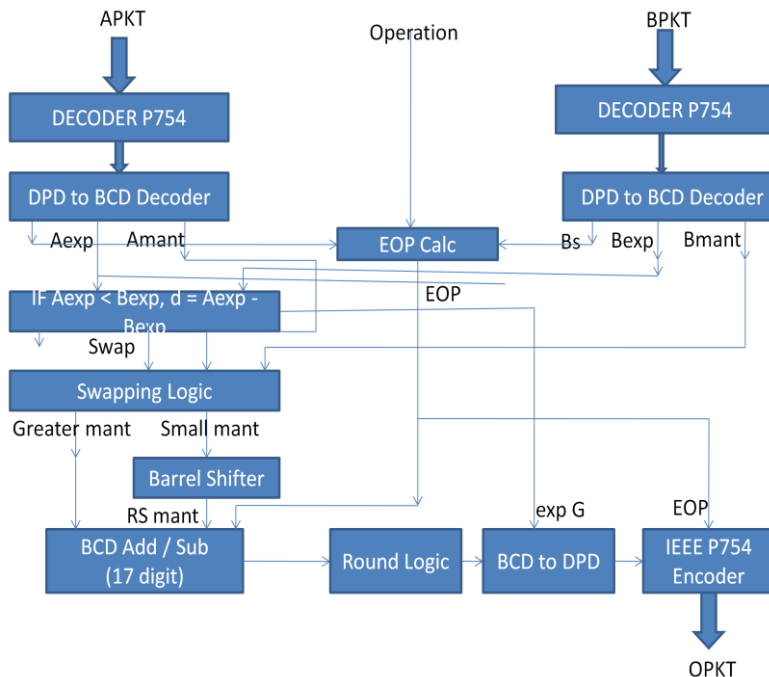 APKT
Operation
BPKT
DECODER P754
DECODER P754
DPD to BCD Decoder
DPD to BCD Decoder
Aexp
Amant
EOP Calc
Bs
Bexp
Bmant
EOP
IF Aexp < Bexp, d = Aexp -
Bexp
Swap
Swapping Logic
Greater mant
Small mant
Barrel Shifter
RS mant
exp G
EOP
BCD Add / Sub
(17 digit)
Round Logic
BCD to DPD
IEEE P754
Encoder
OPKT